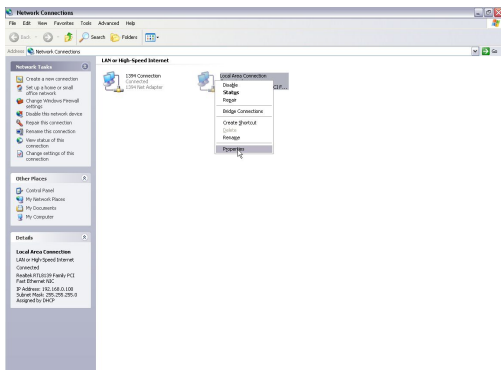 Network Connections
File Edit View Favorites Tools Advanced Help
Back Search Folders
Address Network Connections Go
LAN or High-Speed Internet
Network Tasks
Create a new connection
Set up a home or small
office network
Change Windows Firewall
settings
Disable this network device
Repair this connection
Rename this connection
View status of this
connection
Change settings of this
connection
Other Places
Control Panel
My Network Places
My Documents
My Computer
Details
Local Area Connection
LAN or High-Speed Internet
Connected
Realtek RTL8139 Family PCI
Fast Ethernet NIC
IP Address: 192.168.0.100
Subnet Mask: 255.255.255.0
Assigned by DHCP
1394 Connection
Connected
1394 Net Adapter
Local Area Connection
Disable
Status
Repair
Bridge Connections
Create Shortcut
Delete
Rename
Properties